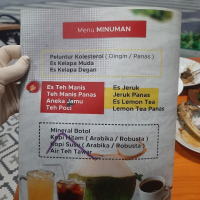 Menu MINUMAN
Peluntur Kolesterol ( Dingin / Panas )
Es Kelapa Muda
Es Kelapa Degan
Es Teh Manis
Teh Manis Panas
Aneka Jamu
Teh Poci
Es Jeruk
Jeruk Panas
Es Lemon Tea
Lemon Tea Panas
Mineral Botol
Kopi Hitam ( Arabika / Robusta )
Kopi Susu ( Arabika / Robusta )
Air Teh Tawar